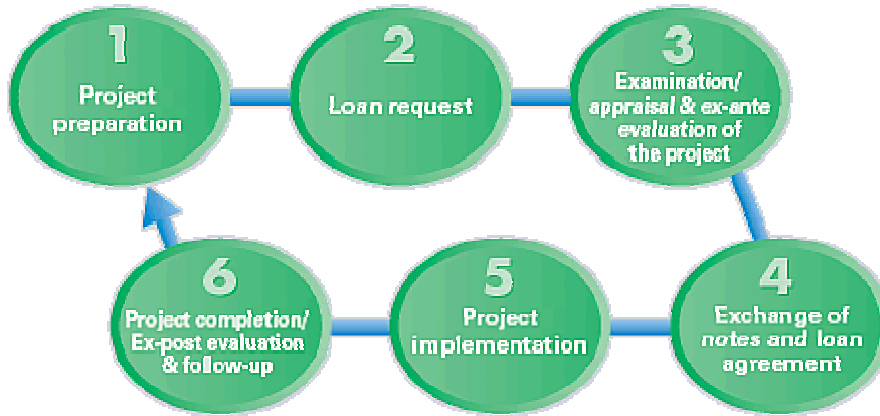 1
Project
preparation
2
Loan request
3
Examination/
appraisal & ex-ante
evaluation of
the project
4
Exchange of
notes and loan
agreement
5
Project
implementation
6
Project completion/
Ex-post evaluation
& follow-up